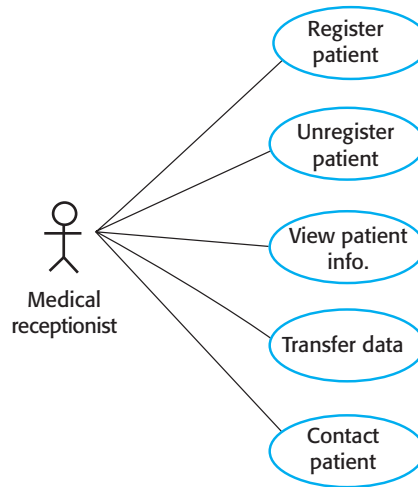 Register
patient
Unregister
patient
View patient
info.
Medical
receptionist
Transfer data
Contact
patient